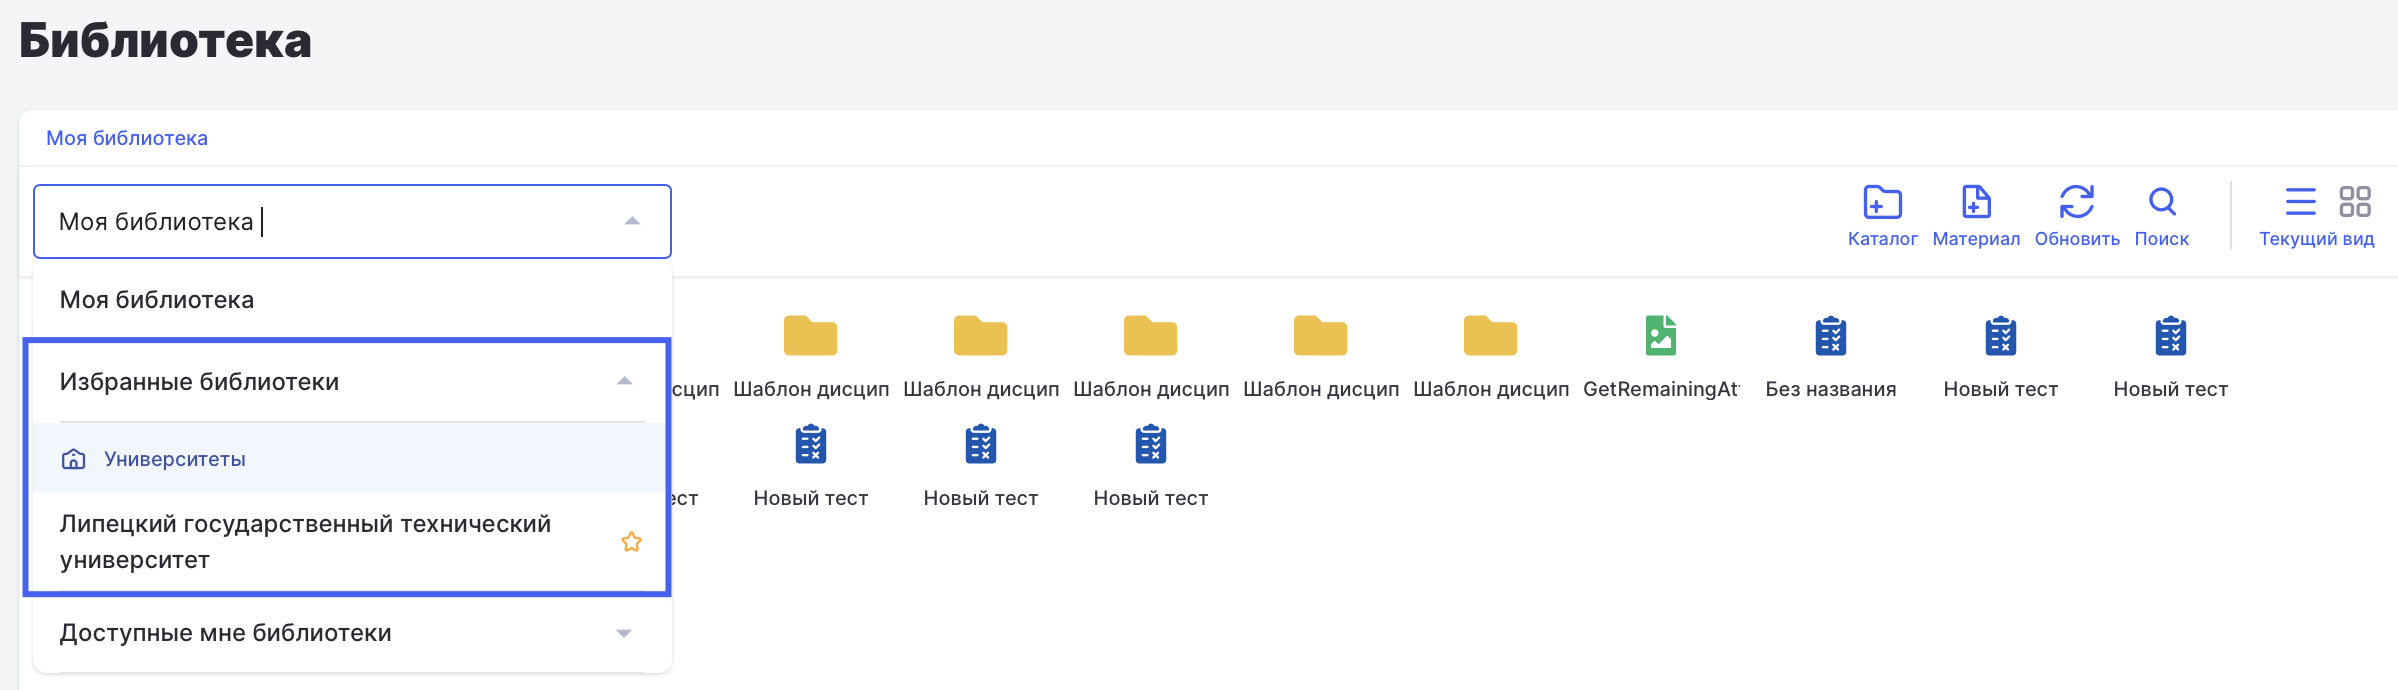 Библиотека
Моя библиотека
Моя библиотека
Каталог Материал Обновить Поиск Текущий вид
Моя библиотека
Избранные библиотеки
Университеты
Липецкий государственный технический
университет
Доступные мне библиотеки
сцип Шаблон дисцип Шаблон дисцип Шаблон дисцип Шаблон дисцип Шаблон дисцип GetRemainingAt Без названия Новый тест Новый тест
ст Новый тест Новый тест Новый тест